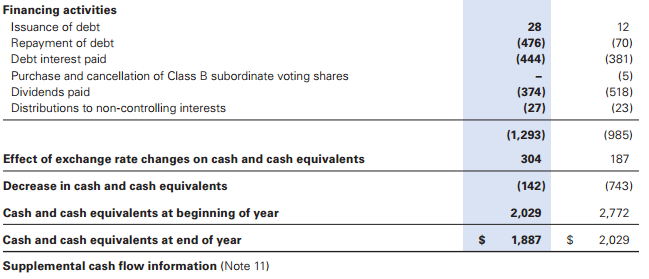 Financing activities
Issuance of debt 28 12
Repayment of debt (476) (70)
Debt interest paid (444) (381)
Purchase and cancellation of Class B subordinate voting shares – (5)
Dividends paid (374) (518)
Distributions to non-controlling interests (27) (23)
(1,293) (985)
Effect of exchange rate changes on cash and cash equivalents 304 187
Decrease in cash and cash equivalents (142) (743)
Cash and cash equivalents at beginning of year 2,029 2,772
Cash and cash equivalents at end of year $ 1,887 $ 2,029
Supplemental cash flow information (Note 11)